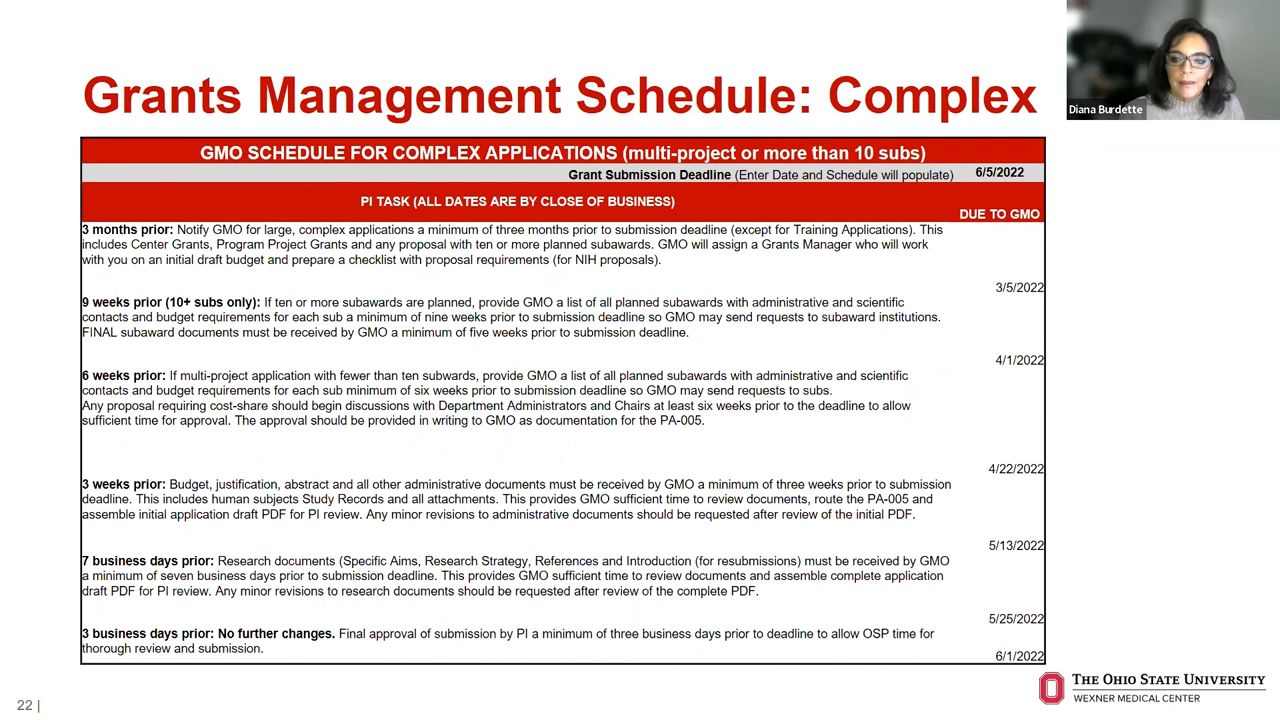 Grants Management Schedule: Complex
Diana Burdette
GMO SCHEDULE FOR COMPLEX APPLICATIONS (multi-project or more than 10 subs)
Grant Submission Deadline (Enter Date and Schedule will populate) 6/5/2022
PI TASK (ALL DATES ARE BY CLOSE OF BUSINESS)
DUE TO GMO
3 months prior: Notify GMO for large, complex applications a minimum of three months prior to submission deadline (except for Training Applications). This
includes Center Grants, Program Project Grants and any proposal with ten or more planned subawards. GMO will assign a Grants Manager who will work
with you on an initial draft budget and prepare a checklist with proposal requirements (for NIH proposals).
3/5/2022
9 weeks prior (10+ subs only): If ten or more subawards are planned, provide GMO a list of all planned subawards with administrative and scientific
contacts and budget requirements for each sub a minimum of nine weeks prior to submission deadline so GMO may send requests to subaward institutions.
FINAL subaward documents must be received by GMO a minimum of five weeks prior to submission deadline.
4/1/2022
6 weeks prior: If multi-project application with fewer than ten subwards, provide GMO a list of all planned subawards with administrative and scientific
contacts and budget requirements for each sub minimum of six weeks prior to submission deadline so GMO may send requests to subs.
Any proposal requiring cost-share should begin discussions with Department Administrators and Chairs at least six weeks prior to the deadline to allow
sufficient time for approval. The approval should be provided in writing to GMO as documentation for the PA-005.
4/22/2022
3 weeks prior: Budget, justification, abstract and all other administrative documents must be received by GMO a minimum of three weeks prior to submission
deadline. This includes human subjects Study Records and all attachments. This provides GMO sufficient time to review documents, route the PA-005 and
assemble initial application draft PDF for PI review. Any minor revisions to administrative documents should be requested after review of the initial PDF.
5/13/2022
7 business days prior: Research documents (Specific Aims, Research Strategy, References and Introduction (for resubmissions) must be received by GMO
a minimum of seven business days prior to submission deadline. This provides GMO sufficient time to review documents and assemble complete application
draft PDF for PI review. Any minor revisions to research documents should be requested after review of the complete PDF.
5/25/2022
3 business days prior: No further changes. Final approval of submission by PI a minimum of three business days prior to deadline to allow OSP time for
thorough review and submission.
6/1/2022
THE OHIO STATE UNIVERSITY
WEXNER MEDICAL CENTER
22 |